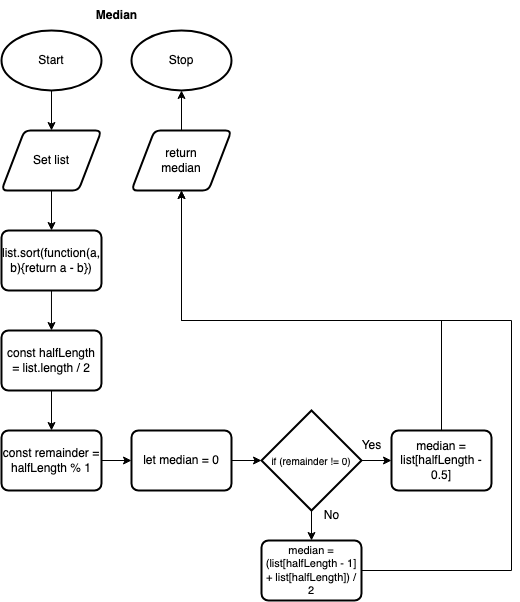 Median
Start
Stop
Set list
return
median
list.sort(function(a,
b){return a - b})
const halfLength
= list.length / 2
const remainder =
halfLength % 1
let median = 0
if (remainder != 0)
Yes
median =
list[halfLength -
0.5]
No
median =
(list[halfLength - 1]
+ list[halfLength]) /
2